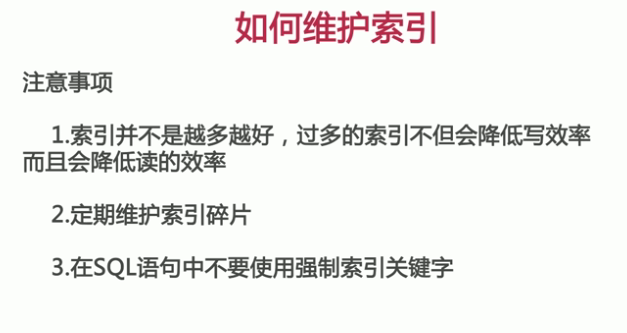 如何维护索引
注意事项
1.索引并不是越多越好，过多的索引不但会降低写效率
而且会降低读的效率
2.定期维护索引碎片
3.在SQL语句中不要使用强制索引关键字